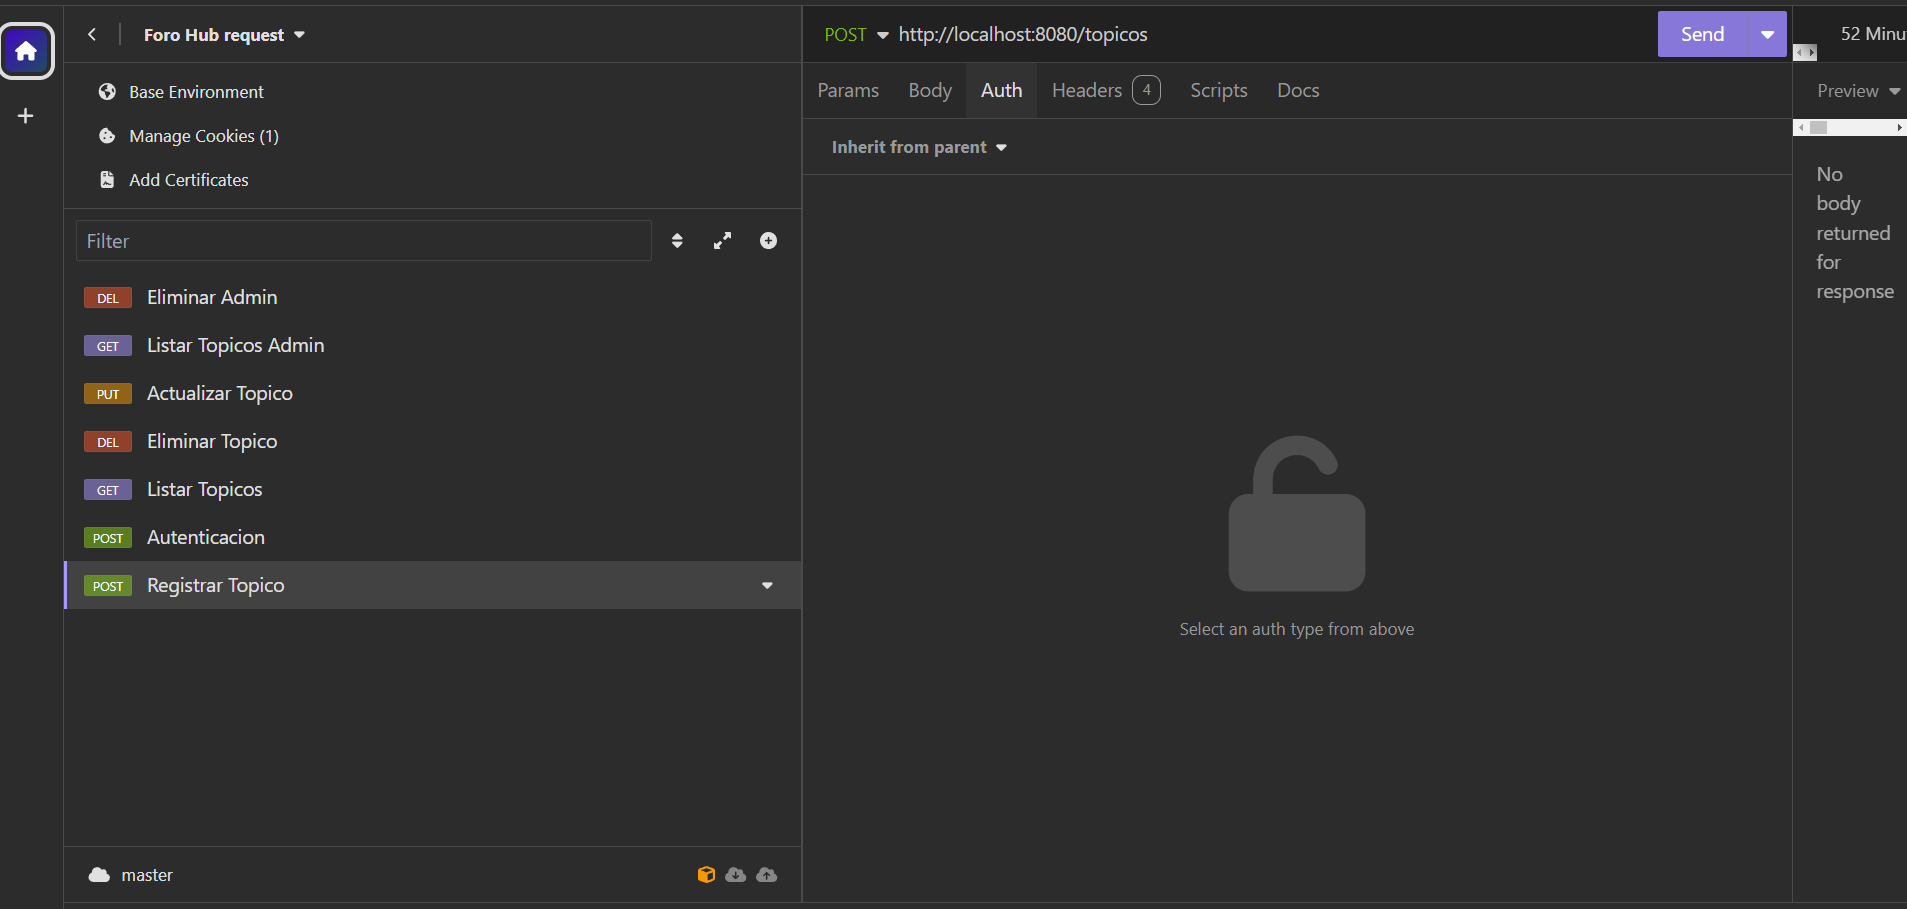 Foro Hub request
Base Environment
Manage Cookies (1)
Add Certificates
Filter
DEL Eliminar Admin
GET Listar Topicos Admin
PUT Actualizar Topico
DEL Eliminar Topico
GET Listar Topicos
POST Autenticacion
POST Registrar Topico
master
POST http://localhost:8080/topicos
Send
Params Body Auth Headers 4 Scripts Docs
Inherit from parent
Select an auth type from above
52 Minu
Preview
No
body
returned
for
response